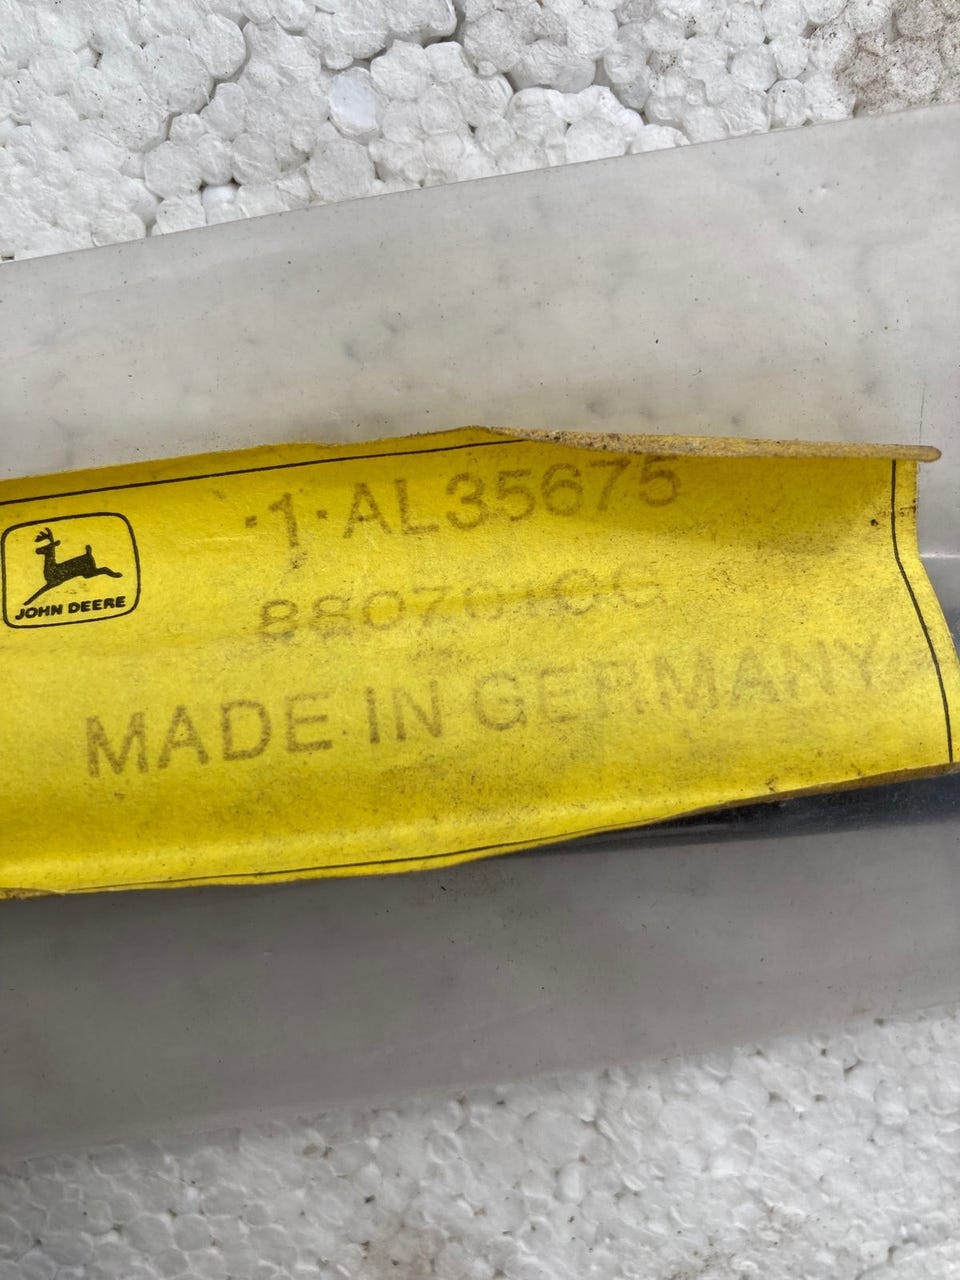 ·1·AL35675
JOHN DEERE
MADE IN GERMANY